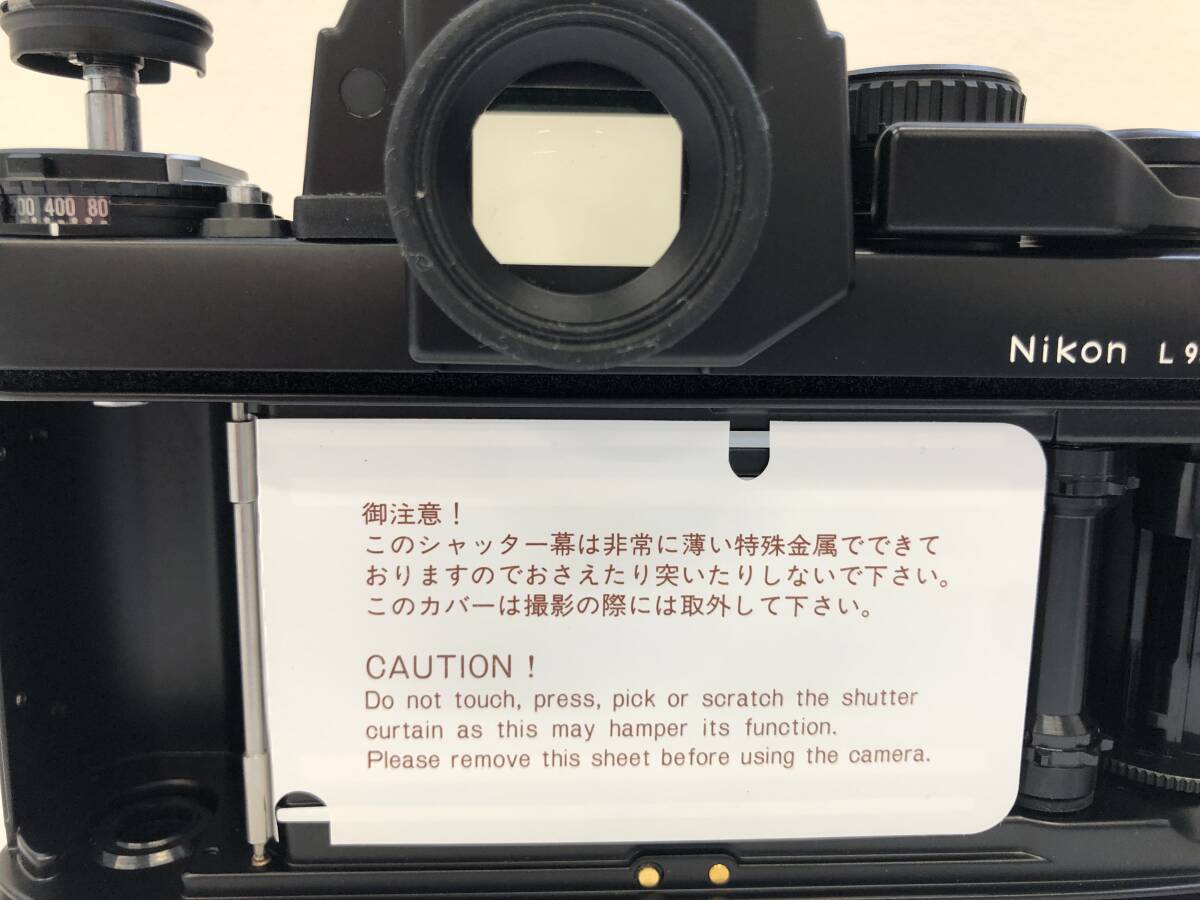 200 400 80
Nikon L9
御注意！
このシャッター幕は非常に薄い特殊金属でできて
おりますのでおさえたり突いたりしないで下さい。
このカバーは撮影の際には取外して下さい。
CAUTION !
Do not touch, press, pick or scratch the shutter
curtain as this may hamper its function.
Please remove this sheet before using the camera.